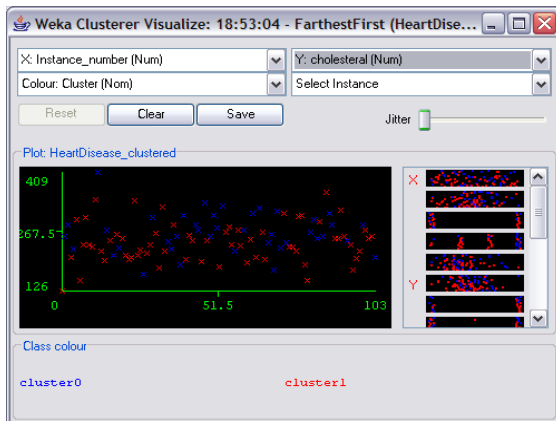 Weka Clusterer Visualize: 18:53:04 - FarthestFirst (HeartDise...
X: Instance_number (Num)
Y: cholesteral (Num)
Colour: Cluster (Nom)
Select Instance
Reset
Clear
Save
Jitter
Plot: HeartDisease_clustered
409
267.5
126
0
51.5
103
X
Y
Class colour
cluster0
cluster1